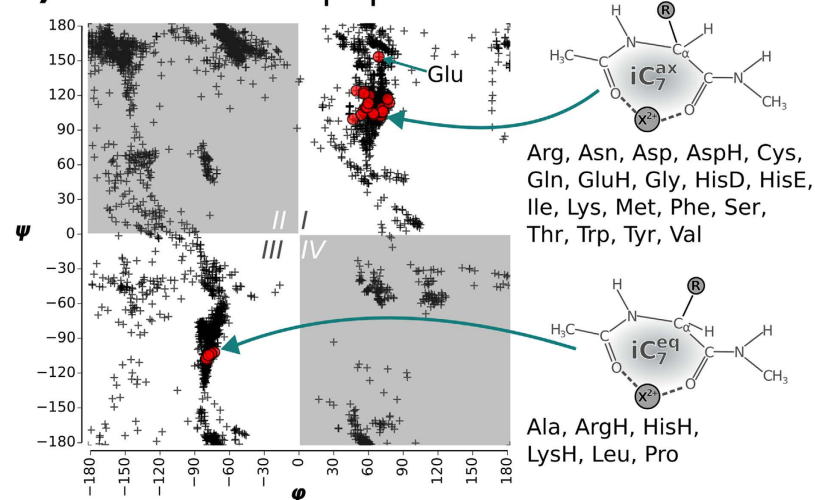 180
150
120
90
60
30
0
−30
−60
−90
−120
−150
−180
ψ
−180
−150
−120
−90
−60
−30
0
30
60
90
120
150
180
φ
II I
III IV
Glu
H
R
H
N
C
α
H₃C
C
iC₇ᵃˣ
C
N
H
O
X²⁺
O
CH₃
Arg, Asn, Asp, AspH, Cys,
Gln, GluH, Gly, HisD, HisE,
Ile, Lys, Met, Phe, Ser,
Thr, Trp, Tyr, Val
H
R
N
C
α
H
H₃C
C
iC₇ᵉq
C
N
H
O
X²⁺
O
CH₃
Ala, ArgH, HisH,
LysH, Leu, Pro